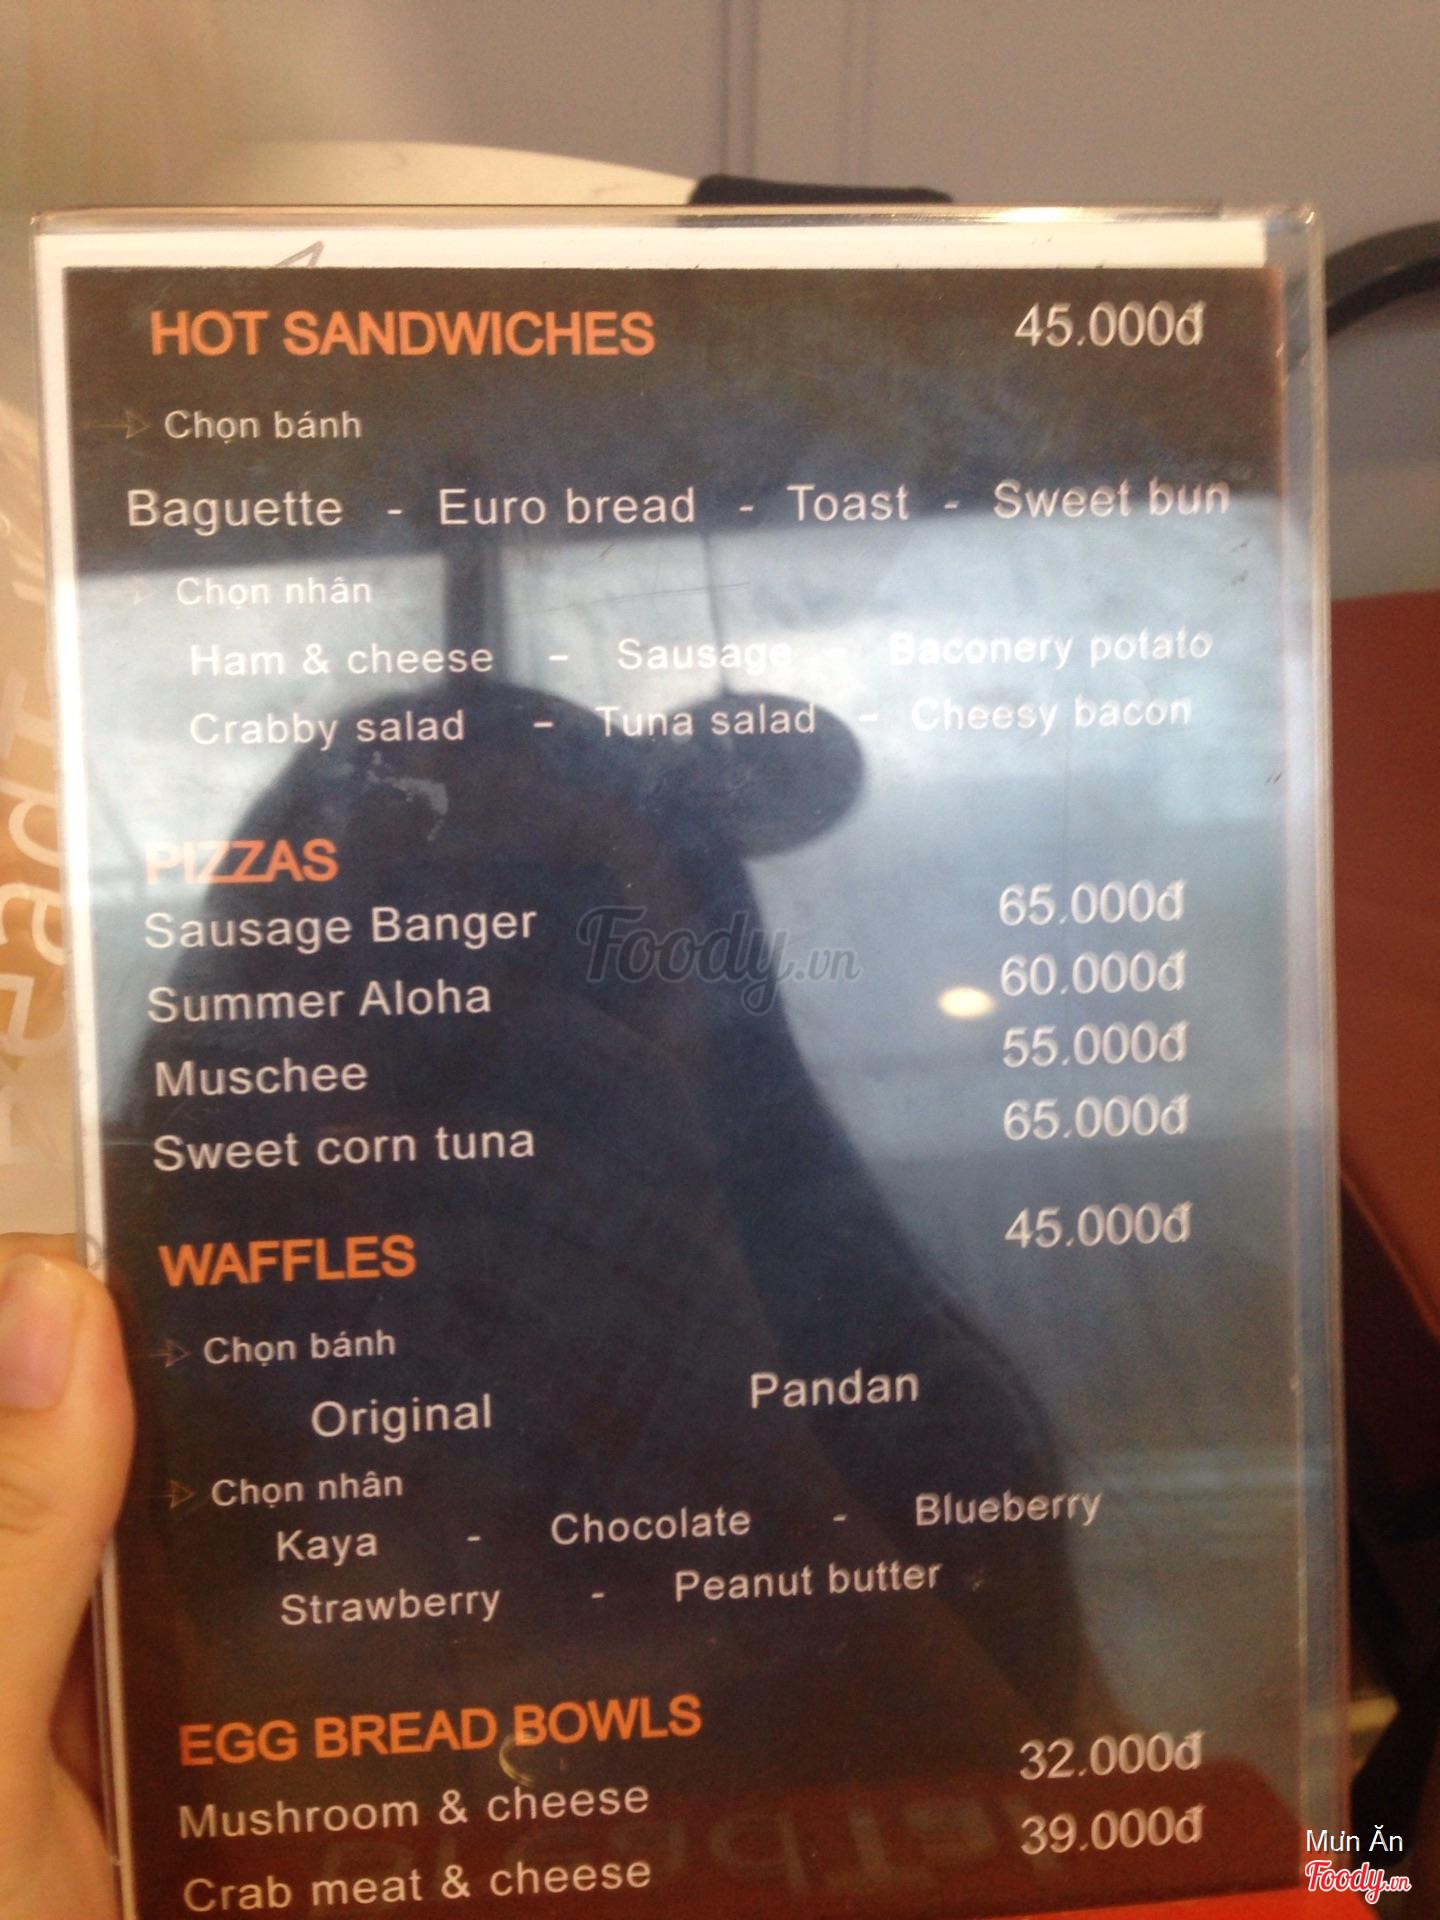 HOT SANDWICHES 45.000đ
Chọn bánh
Baguette - Euro bread - Toast - Sweet bun
Chọn nhân
Ham & cheese - Sausage - Baconery potato
Crabby salad - Tuna salad - Cheesy bacon
PIZZAS
Sausage Banger 65.000đ
Summer Aloha 60.000đ
Muschee 55.000đ
Sweet corn tuna 65.000đ
WAFFLES 45.000đ
Chọn bánh
Original Pandan
Chọn nhân
Kaya - Chocolate - Blueberry
Strawberry - Peanut butter
EGG BREAD BOWLS
Mushroom & cheese 32.000đ
Crab meat & cheese 39.000đ
Foody.vn
Mưn Ăn
Foody.vn